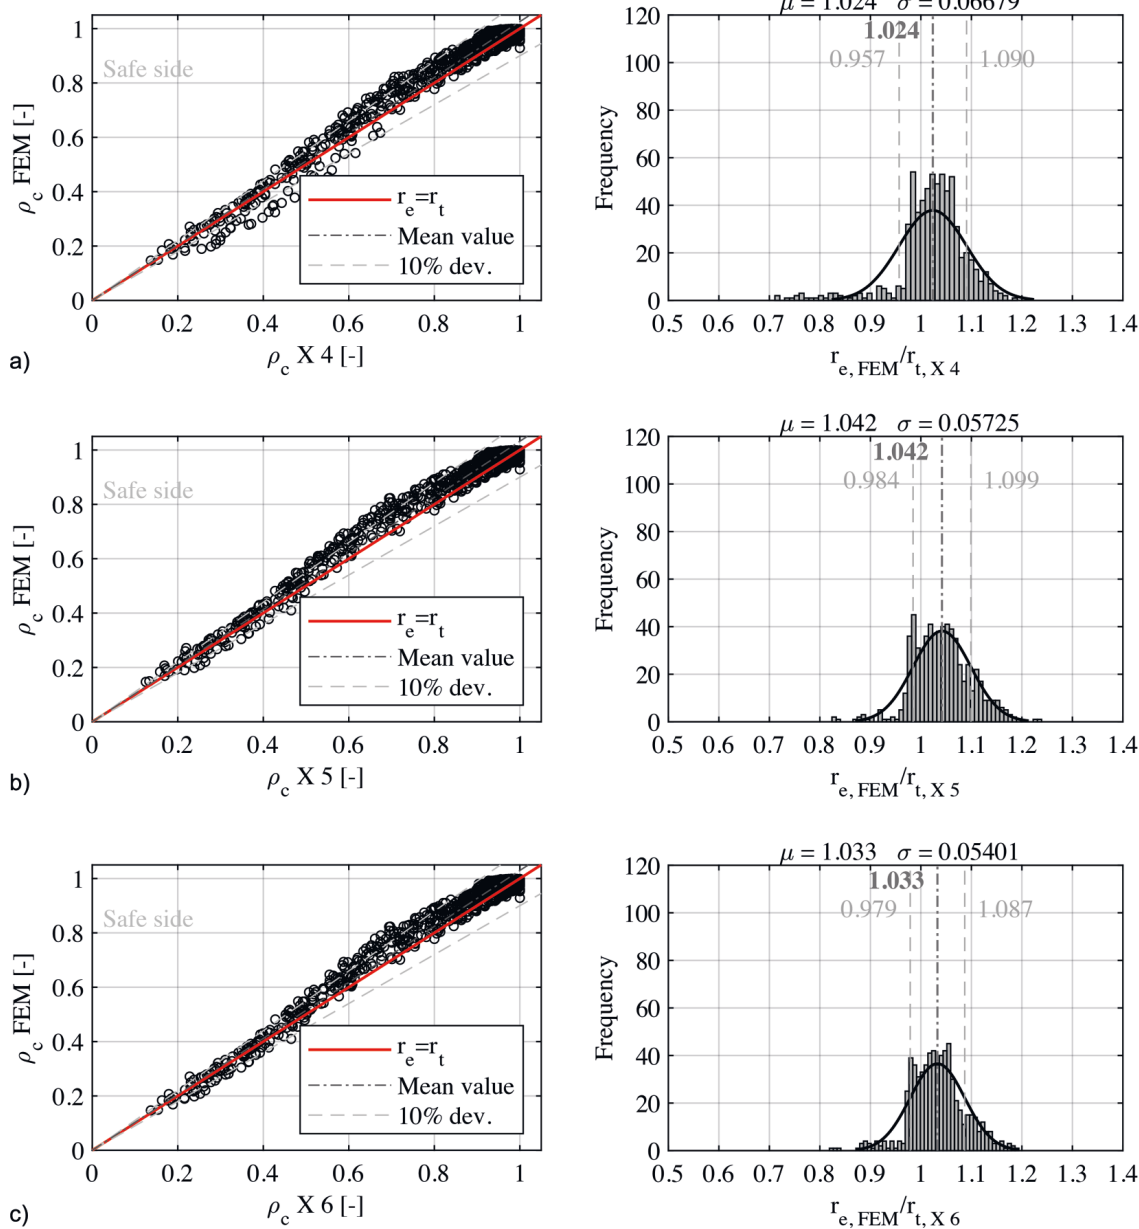 μ = 1.024 σ = 0.06679
1
0.8
0.6
0.4
0.2
0
ρc FEM [-]
Safe side
re=rt
Mean value
10% dev.
0 0.2 0.4 0.6 0.8 1
ρc X 4 [-]
a)
120
100
80
60
40
20
0
Frequency
1.024
0.957 1.090
0.5 0.6 0.7 0.8 0.9 1 1.1 1.2 1.3 1.4
re, FEM/rt, X 4
1
0.8
0.6
0.4
0.2
0
ρc FEM [-]
Safe side
re=rt
Mean value
10% dev.
0 0.2 0.4 0.6 0.8 1
ρc X 5 [-]
b)
μ = 1.042 σ = 0.05725
120
100
80
60
40
20
0
Frequency
1.042
0.984 1.099
0.5 0.6 0.7 0.8 0.9 1 1.1 1.2 1.3 1.4
re, FEM/rt, X 5
1
0.8
0.6
0.4
0.2
0
ρc FEM [-]
Safe side
re=rt
Mean value
10% dev.
0 0.2 0.4 0.6 0.8 1
ρc X 6 [-]
c)
μ = 1.033 σ = 0.05401
120
100
80
60
40
20
0
Frequency
1.033
0.979 1.087
0.5 0.6 0.7 0.8 0.9 1 1.1 1.2 1.3 1.4
re, FEM/rt, X 6